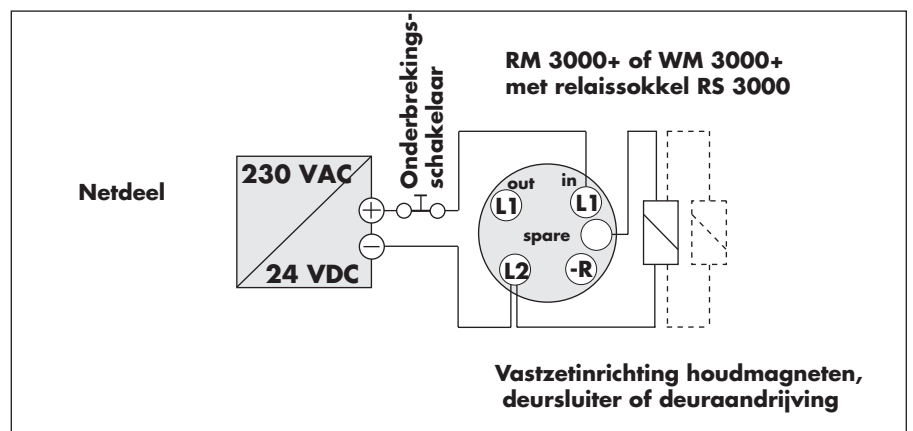 Onderbrekings-
schakelaar
RM 3000+ of WM 3000+
met relaissokkel RS 3000
Netdeel
230 VAC
24 VDC
+
−
out
in
L1
L1
spare
L2
-R
Vastzetinrichting houdmagneten,
deursluiter of deuraandrijving